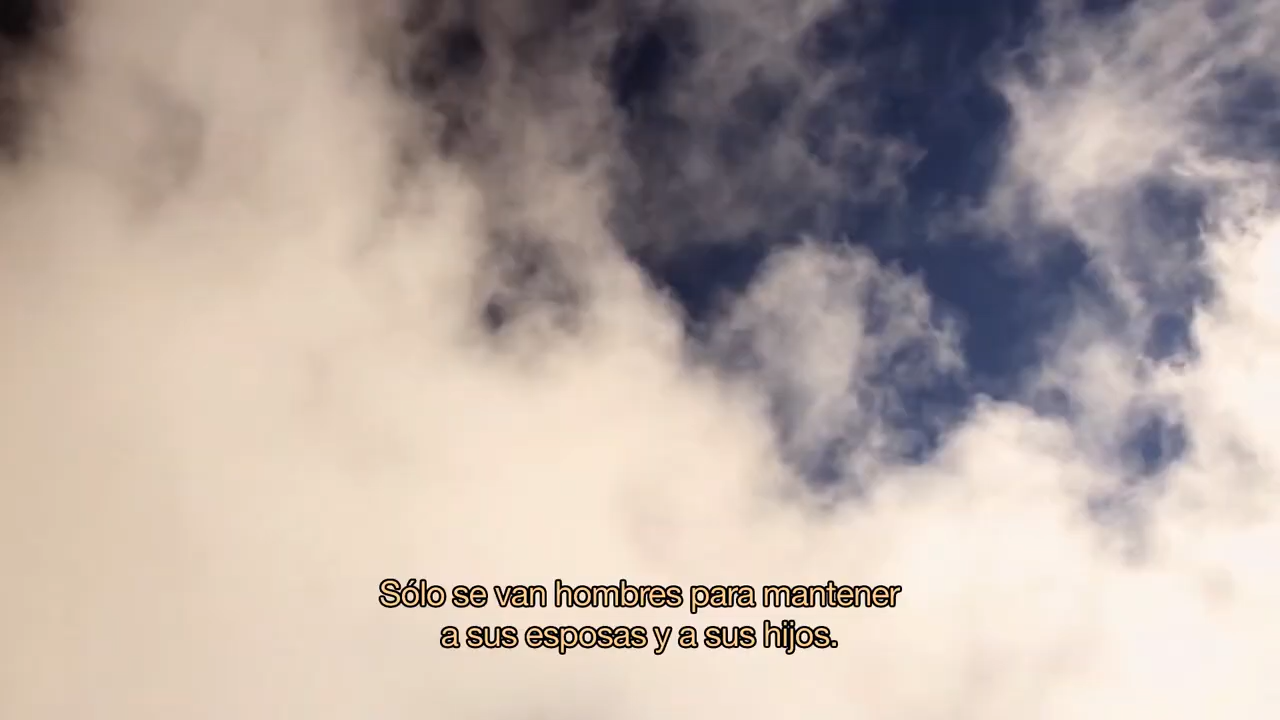 Sólo se van hombres para mantener
a sus esposas y a sus hijos.